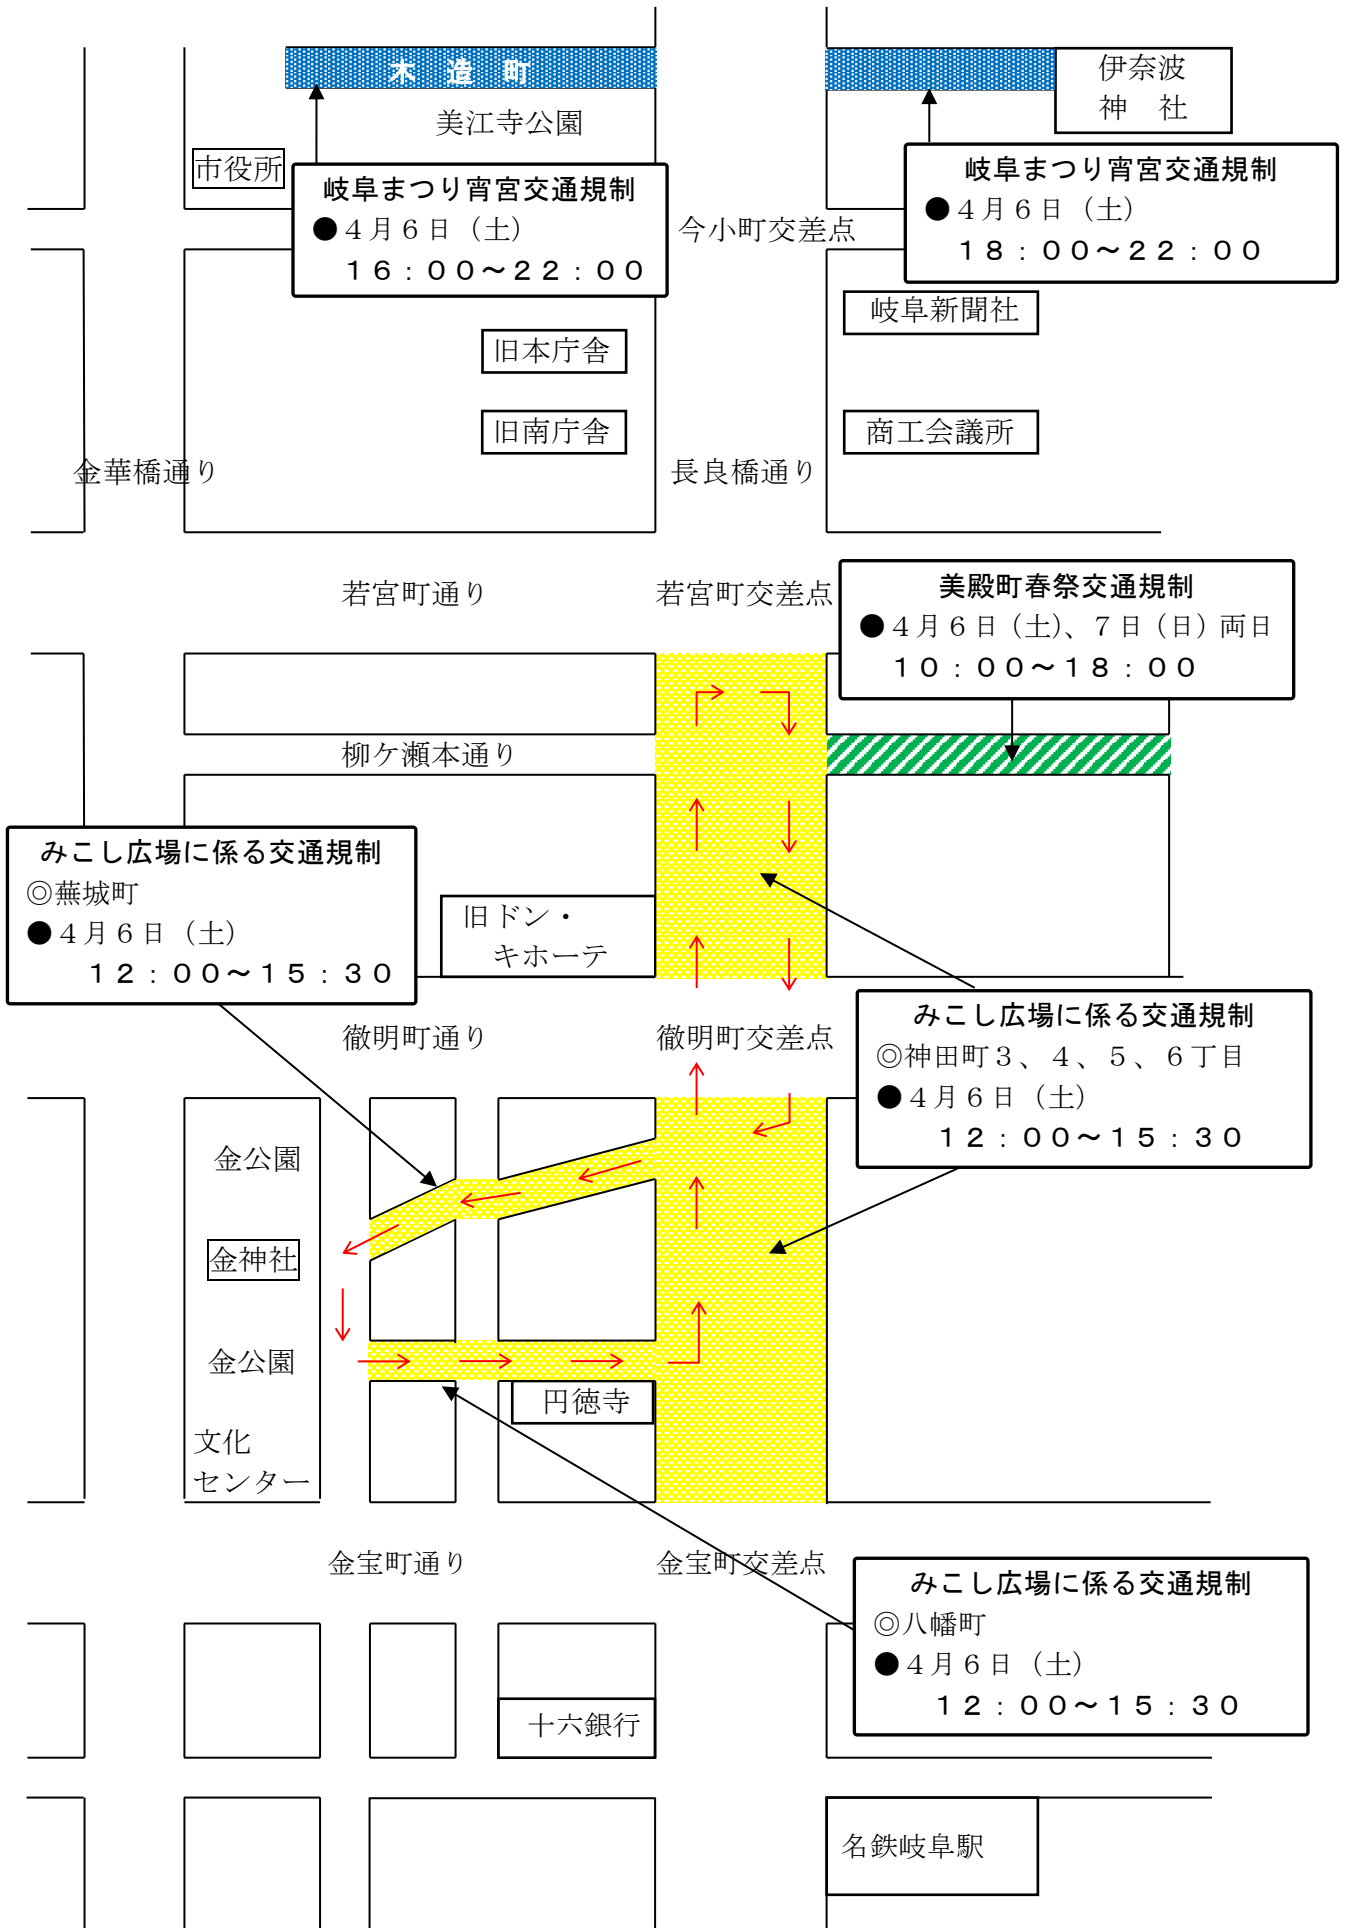 木 造 町
伊奈波
神 社
美江寺公園
市役所
岐阜まつり宵宮交通規制
●４月６日（土）
１６：００～２２：００
岐阜まつり宵宮交通規制
●４月６日（土）
１８：００～２２：００
今小町交差点
岐阜新聞社
旧本庁舎
旧南庁舎
商工会議所
金華橋通り
長良橋通り
若宮町通り
若宮町交差点
美殿町春祭交通規制
●４月６日（土）、７日（日）両日
１０：００～１８：００
柳ケ瀬本通り
みこし広場に係る交通規制
◎蕪城町
●４月６日（土）
１２：００～１５：３０
旧ドン・
キホーテ
徹明町通り
徹明町交差点
みこし広場に係る交通規制
◎神田町３、４、５、６丁目
●４月６日（土）
１２：００～１５：３０
金公園
金神社
金公園
円徳寺
文化
センター
金宝町通り
金宝町交差点
みこし広場に係る交通規制
◎八幡町
●４月６日（土）
１２：００～１５：３０
十六銀行
名鉄岐阜駅